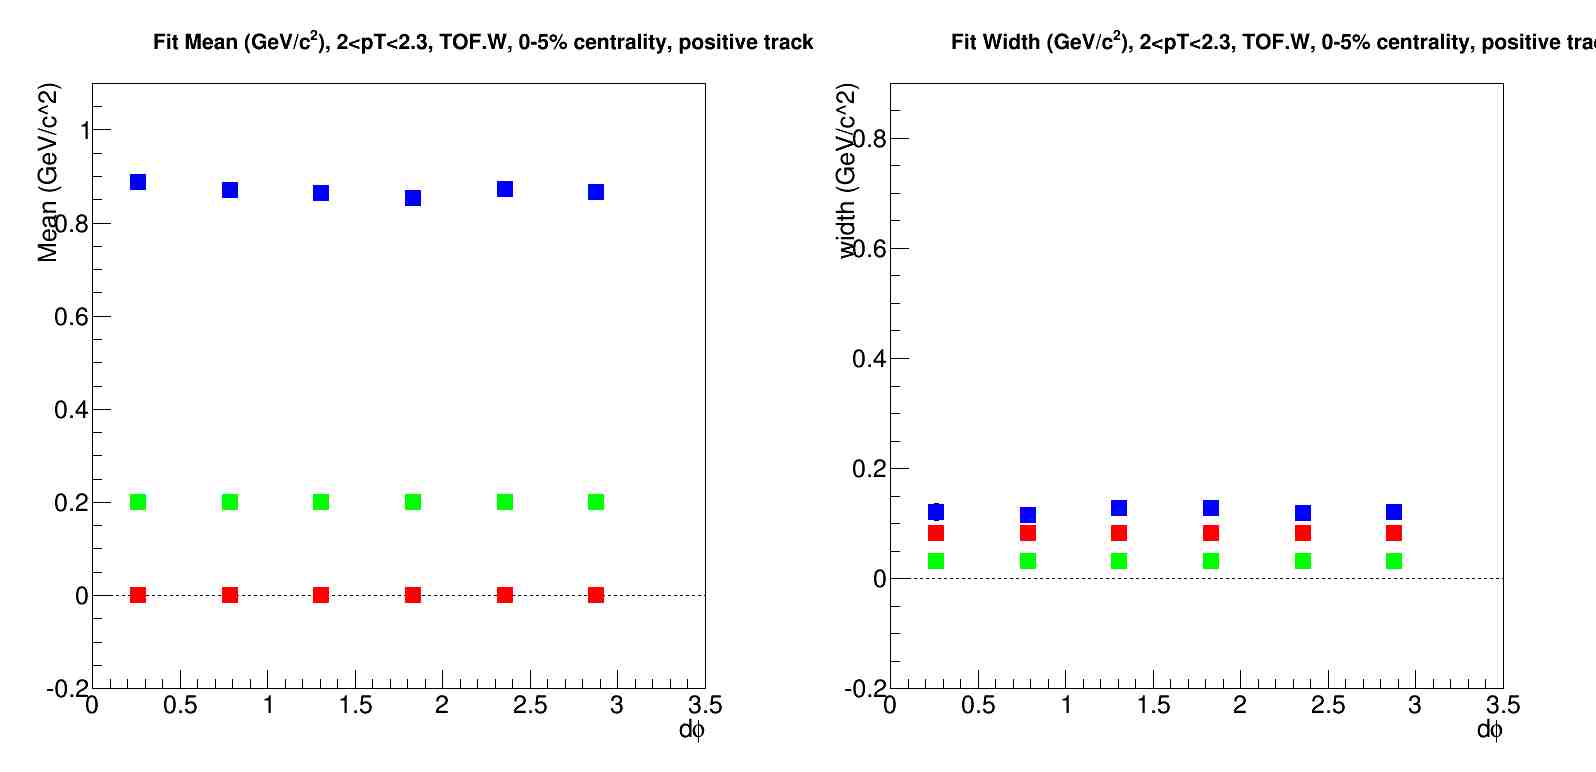 Fit Mean (GeV/c2), 2<pT<2.3, TOF.W, 0-5% centrality, positive track
Mean (GeV/c^2)
1
0.8
0.6
0.4
0.2
0
-0.2
0 0.5 1 1.5 2 2.5 3 3.5
dϕ
Fit Width (GeV/c2), 2<pT<2.3, TOF.W, 0-5% centrality, positive
width (GeV/c^2)
0.8
0.6
0.4
0.2
0
-0.2
0 0.5 1 1.5 2 2.5 3 3.5
dϕ